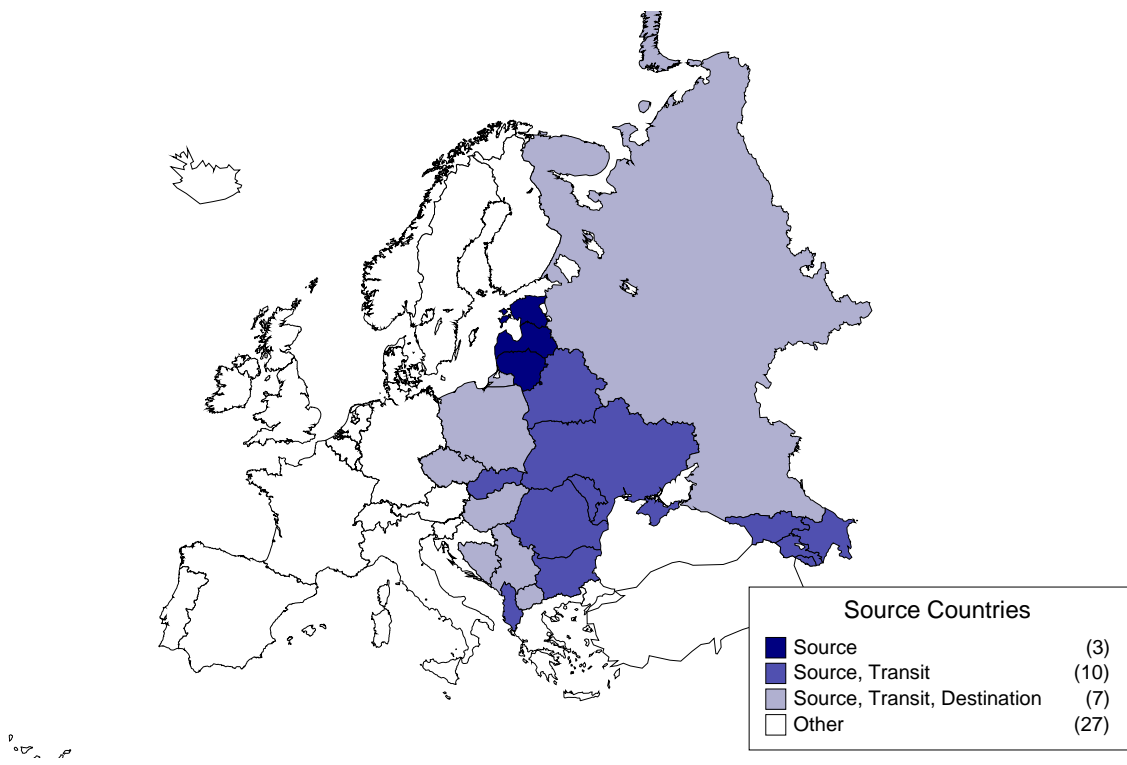 Source Countries
Source (3)
Source, Transit (10)
Source, Transit, Destination (7)
Other (27)